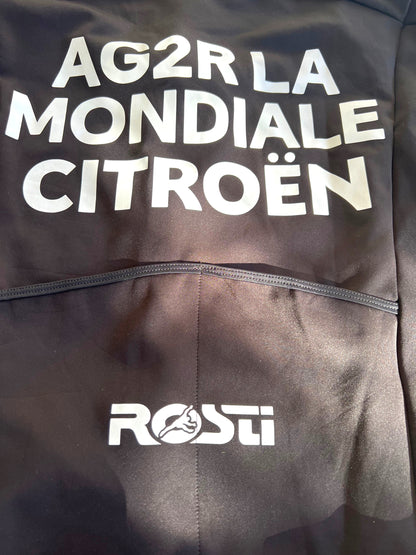 AG2R LA
MONDIALE
CITROËN
ROSTi